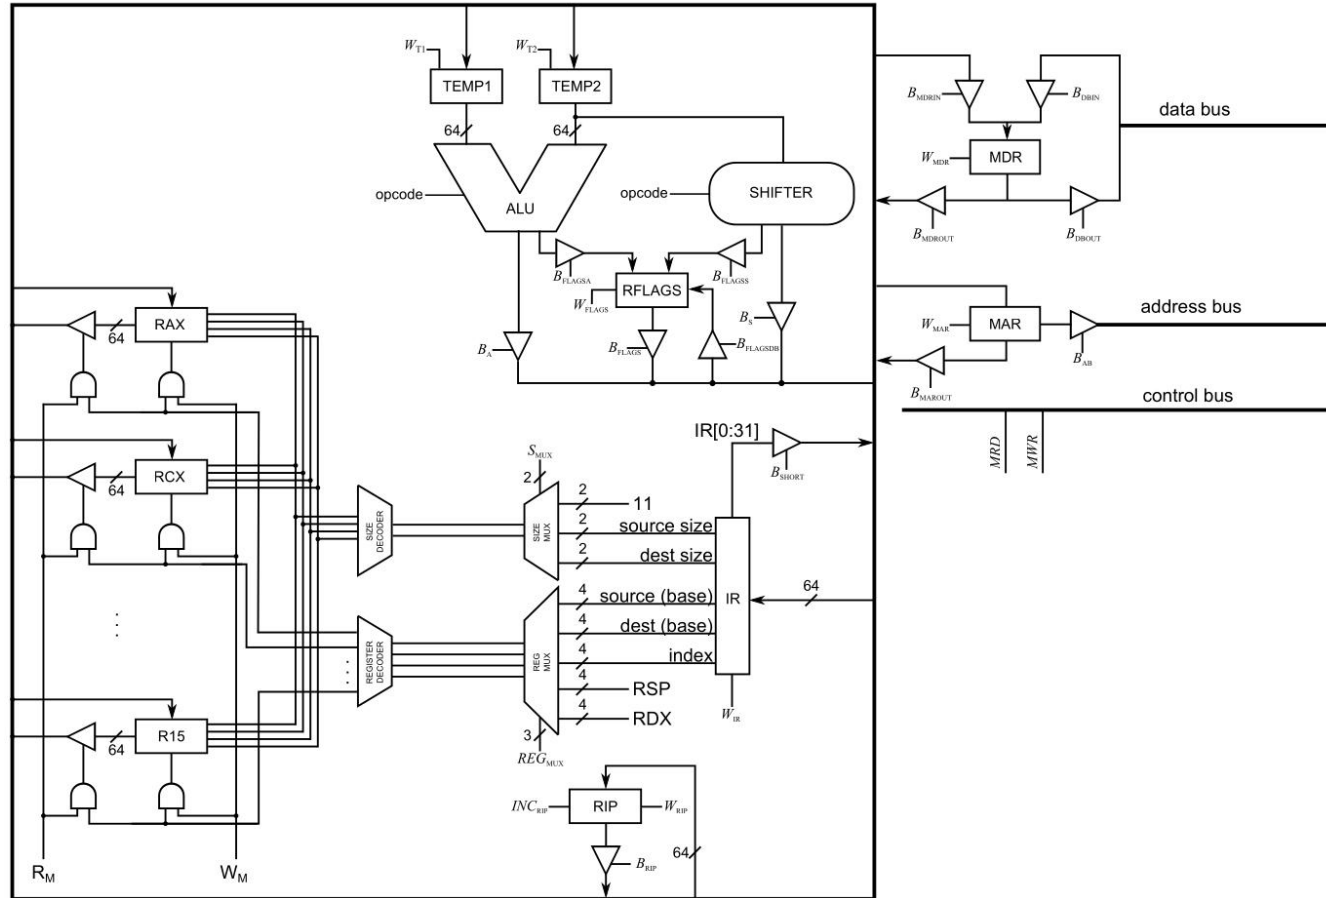 W_T1
W_T2
TEMP1
TEMP2
64
64
opcode
ALU
opcode
SHIFTER
B_FLAGSA
B_FLAGSS
W_FLAGS
RFLAGS
B_A
B_FLAGS
B_FLAGSDB
B_S
B_MDRIN
B_DBIN
data bus
W_MDR
MDR
B_MDROUT
B_DBOUT
W_MAR
MAR
address bus
B_AB
B_MAROUT
control bus
MRD
MWR
RAX
64
RCX
64
. . .
R15
64
R_M
W_M
SIZE DECODER
S_MUX
2
SIZE MUX
2
11
2
source size
2
dest size
IR[0:31]
B_SHORT
IR
64
W_IR
REGISTER DECODER
. . .
REG MUX
4
source (base)
4
dest (base)
4
index
4
RSP
4
RDX
3
REG_MUX
INC_RIP
RIP
W_RIP
B_RIP
64